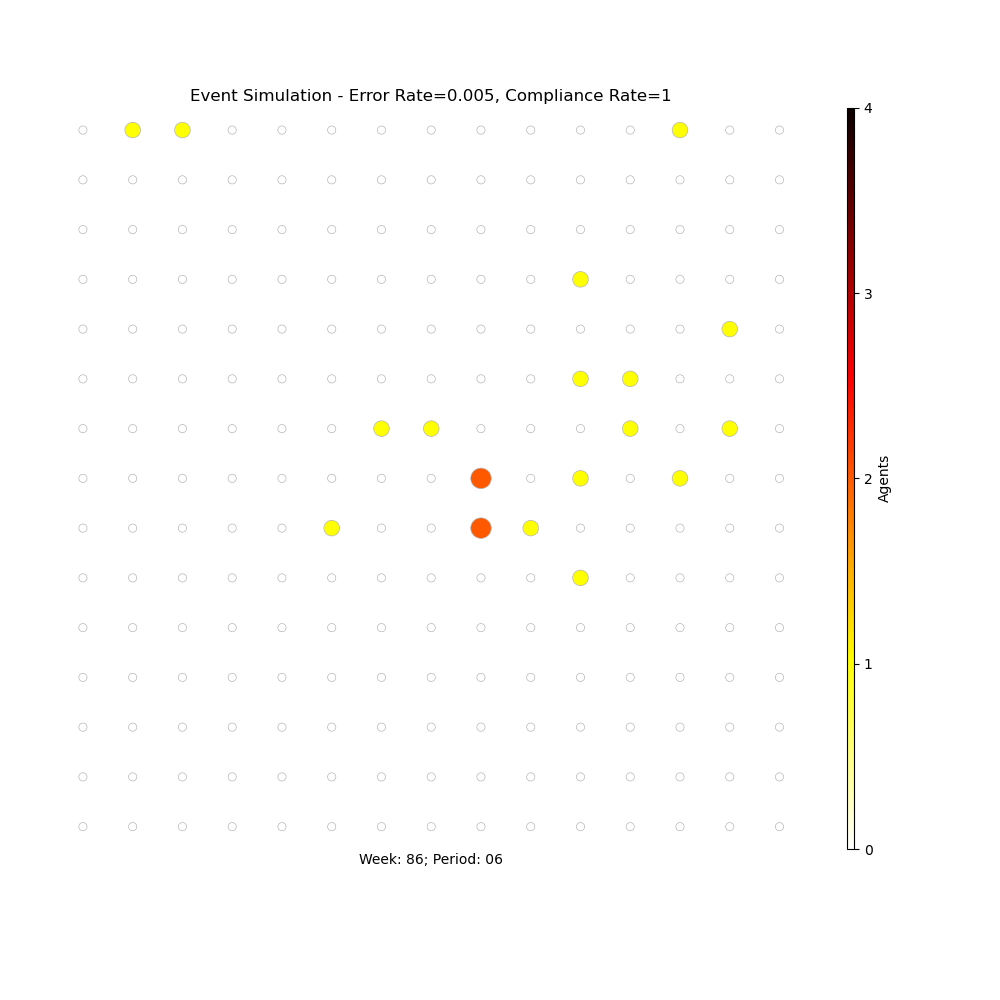 Event Simulation - Error Rate=0.005, Compliance Rate=1
4
3
2
1
0
Agents
Week: 86; Period: 06